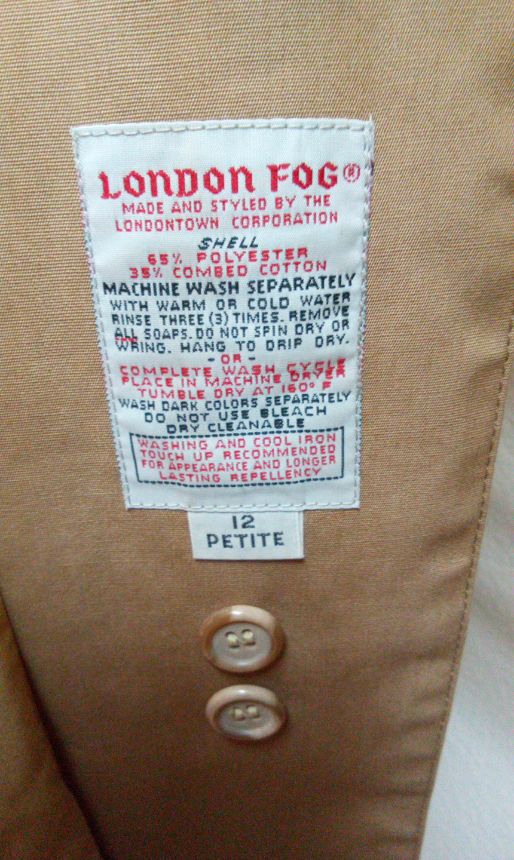 LONDON FOG®
MADE AND STYLED BY THE
LONDONTOWN CORPORATION
SHELL
65% POLYESTER
35% COMBED COTTON
MACHINE WASH SEPARATELY
WITH WARM OR COLD WATER
RINSE THREE (3) TIMES. REMOVE
ALL SOAPS. DO NOT SPIN DRY OR
WRING. HANG TO DRIP DRY.
- OR -
COMPLETE WASH CYCLE
PLACE IN MACHINE DRYER
TUMBLE DRY AT 160° F
WASH DARK COLORS SEPARATELY
DO NOT USE BLEACH
DRY CLEANABLE
WASHING AND COOL IRON
TOUCH UP RECOMMENDED
FOR APPEARANCE AND LONGER
LASTING REPELLENCY
12
PETITE